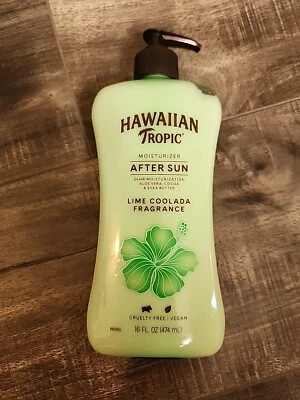 HAWAIIAN
TROPIC
MOISTURIZER
AFTER SUN
24HR MOISTURIZATION
ALOE VERA, COCOA
& SHEA BUTTER
LIME COOLADA
FRAGRANCE
CRUELTY FREE | VEGAN
16 FL OZ (474 mL)